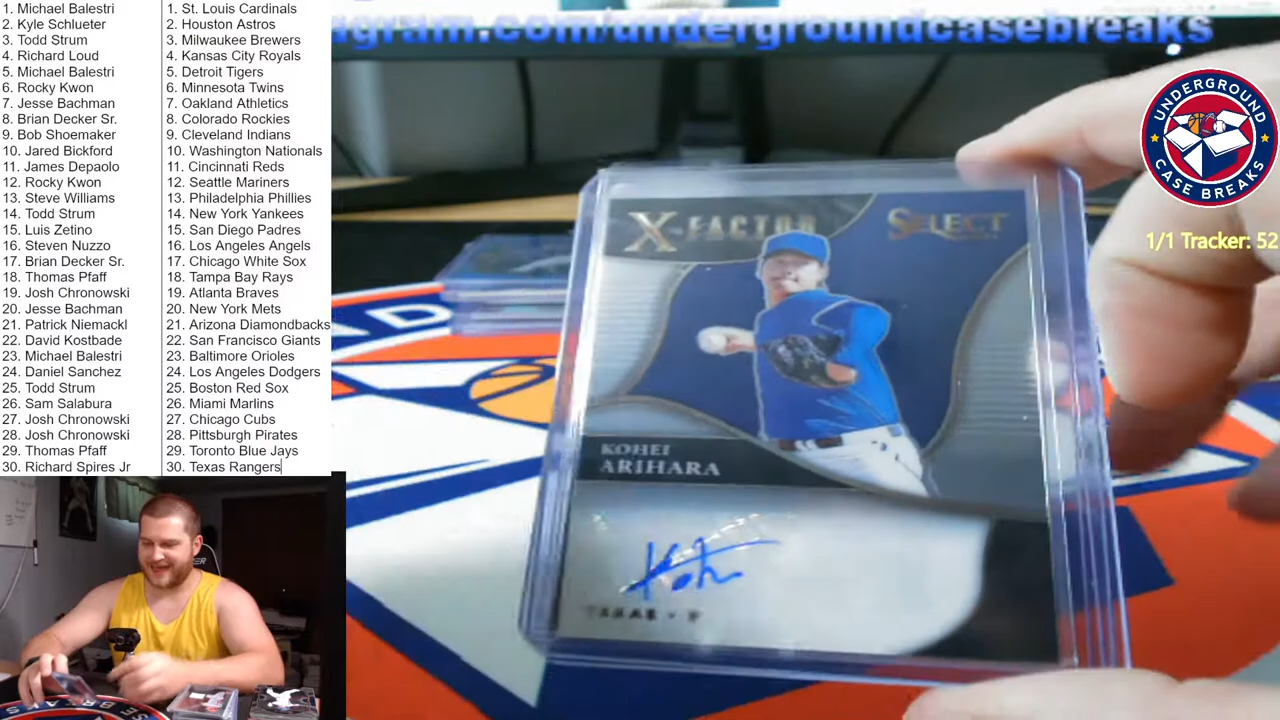 1. Michael Balestri
2. Kyle Schlueter
3. Todd Strum
4. Richard Loud
5. Michael Balestri
6. Rocky Kwon
7. Jesse Bachman
8. Brian Decker Sr.
9. Bob Shoemaker
10. Jared Bickford
11. James Depaolo
12. Rocky Kwon
13. Steve Williams
14. Todd Strum
15. Luis Zetino
16. Steven Nuzzo
17. Brian Decker Sr.
18. Thomas Pfaff
19. Josh Chronowski
20. Jesse Bachman
21. Patrick Niemackl
22. David Kostbade
23. Michael Balestri
24. Daniel Sanchez
25. Todd Strum
26. Sam Salabura
27. Josh Chronowski
28. Josh Chronowski
29. Thomas Pfaff
30. Richard Spires Jr
1. St. Louis Cardinals
2. Houston Astros
3. Milwaukee Brewers
4. Kansas City Royals
5. Detroit Tigers
6. Minnesota Twins
7. Oakland Athletics
8. Colorado Rockies
9. Cleveland Indians
10. Washington Nationals
11. Cincinnati Reds
12. Seattle Mariners
13. Philadelphia Phillies
14. New York Yankees
15. San Diego Padres
16. Los Angeles Angels
17. Chicago White Sox
18. Tampa Bay Rays
19. Atlanta Braves
20. New York Mets
21. Arizona Diamondbacks
22. San Francisco Giants
23. Baltimore Orioles
24. Los Angeles Dodgers
25. Boston Red Sox
26. Miami Marlins
27. Chicago Cubs
28. Pittsburgh Pirates
29. Toronto Blue Jays
30. Texas Rangers
gram.com/undergroundcasebreaks
UNDERGROUND
CASE BREAKS
1/1 Tracker: 52
X-FACTOR
SELECT
KOHEI
ARIHARA